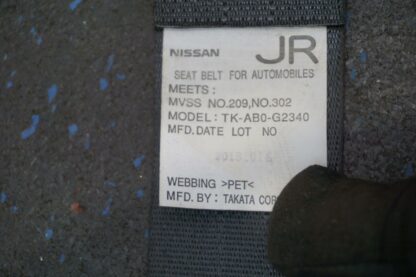 NISSAN JR
SEAT BELT FOR AUTOMOBILES
MEETS:
MVSS NO.209,NO.302
MODEL: TK-AB0-G2340
MFD.DATE LOT NO
WEBBING >PET<
MFD.BY: TAKATA